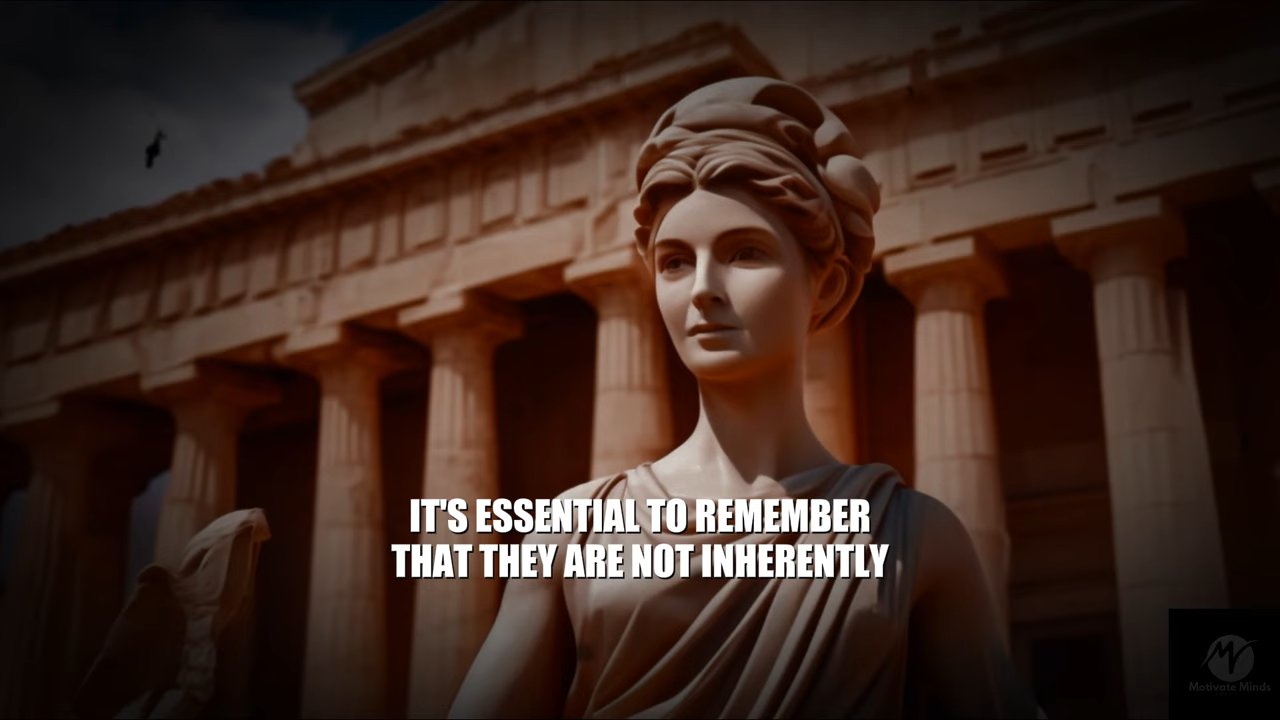 IT'S ESSENTIAL TO REMEMBER
THAT THEY ARE NOT INHERENTLY
Motivate Minds